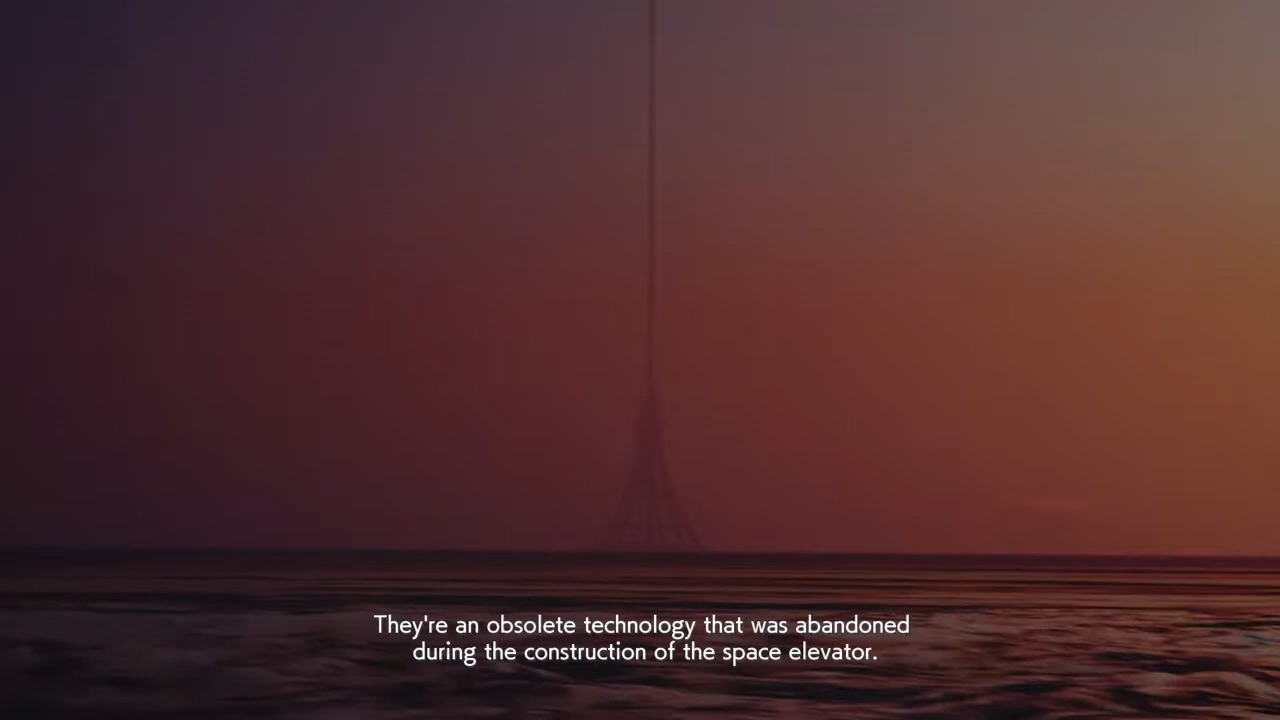 They're an obsolete technology that was abandoned
during the construction of the space elevator.